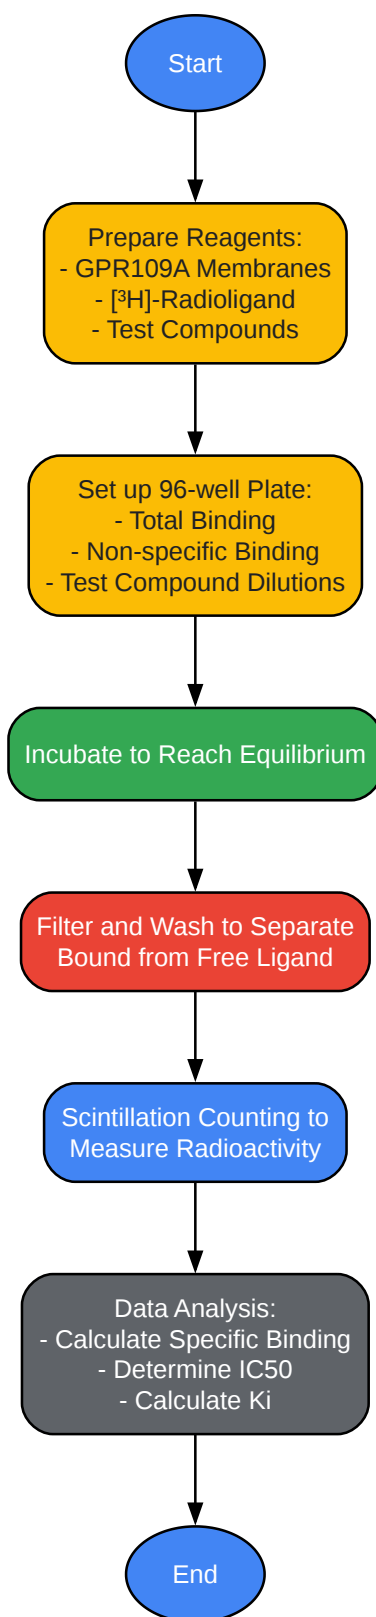 Start
Prepare Reagents:
- GPR109A Membranes
- [³H]-Radioligand
- Test Compounds
Set up 96-well Plate:
- Total Binding
- Non-specific Binding
- Test Compound Dilutions
Incubate to Reach Equilibrium
Filter and Wash to Separate
Bound from Free Ligand
Scintillation Counting to
Measure Radioactivity
Data Analysis:
- Calculate Specific Binding
- Determine IC50
- Calculate Ki
End